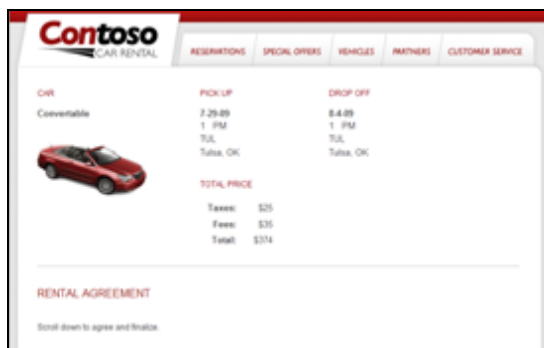 Contoso
CAR RENTAL
RESERVATIONS SPECIAL OFFERS VEHICLES PARTNERS CUSTOMER SERVICE
CAR PICK UP DROP OFF
Convertable 7-29-09 8-4-09
1 PM 1 PM
TUL TUL
Tulsa, OK Tulsa, OK
TOTAL PRICE
Taxes: $25
Fees: $35
Total: $374
RENTAL AGREEMENT
Scroll down to agree and finalize.